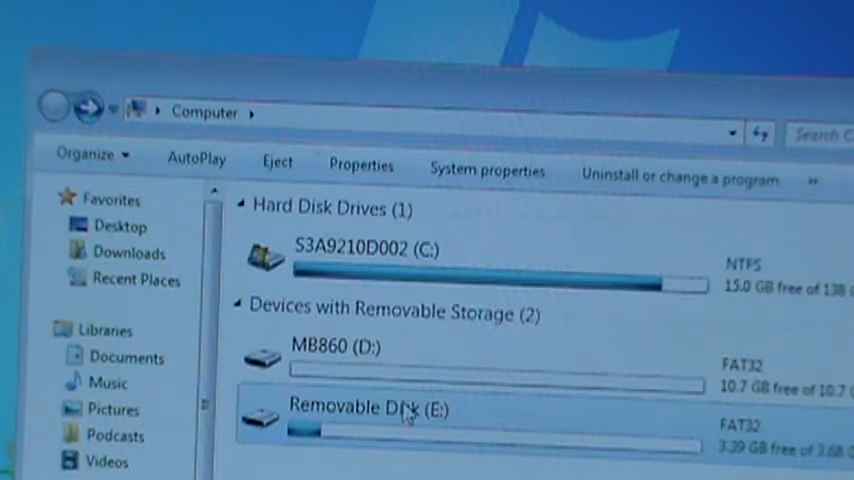 Computer
Search
Organize
AutoPlay
Eject
Properties
System properties
Uninstall or change a program
»
Favorites
Desktop
Downloads
Recent Places
Libraries
Documents
Music
Pictures
Podcasts
Videos
Hard Disk Drives (1)
S3A9210D002 (C:)
NTFS
15.0 GB free of 138
Devices with Removable Storage (2)
MB860 (D:)
FAT32
10.7 GB free of 10.7
Removable Disk (E:)
FAT32
3.39 GB free of 3.68